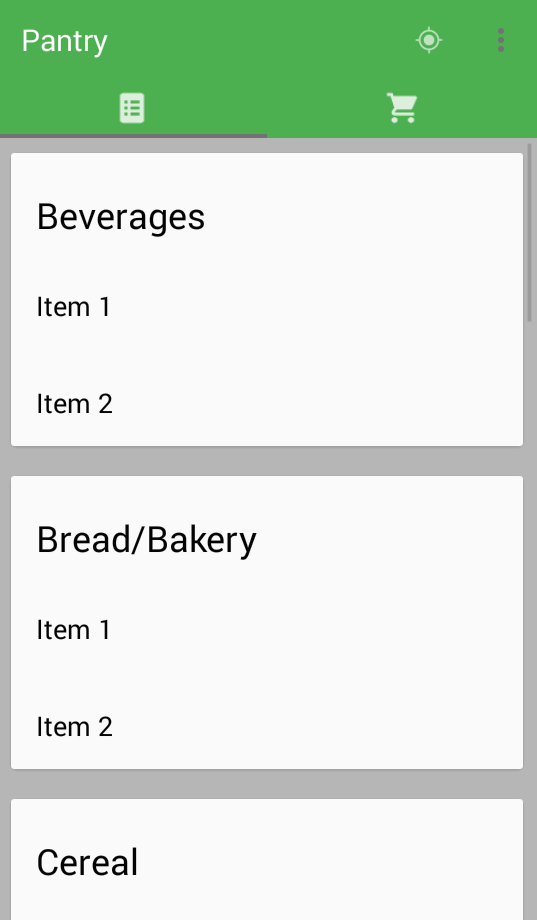 Pantry
Beverages
Item 1
Item 2
Bread/Bakery
Item 1
Item 2
Cereal